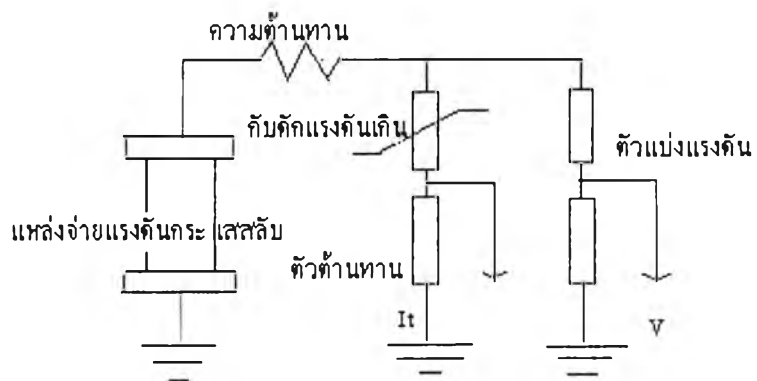 ความต้านทาน
กับดักแรงดันเกิน
ตัวแบ่งแรงดัน
แหล่งจ่ายแรงดันกระแสสลับ
ตัวต้านทาน
It
V